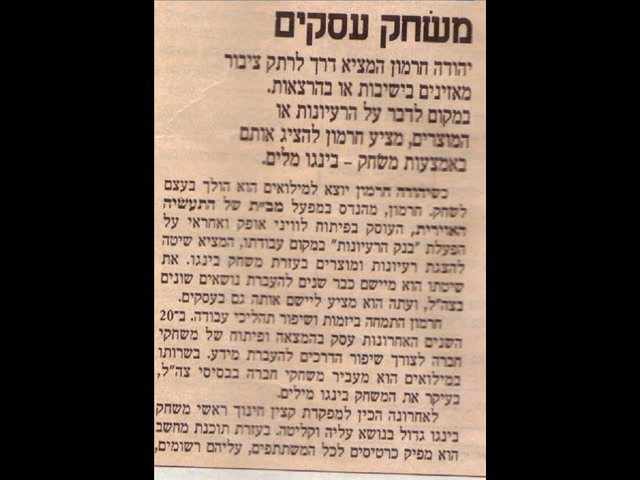 משחק עסקים
יהודה חרמון המציא דרך לרתק ציבור
מאזינים בישיבות או בהרצאות.
במקום לדבר על הרעיונות או
המוצרים, מציע חרמון להציג אותם
באמצעות משחק – בינגו מלים.
כשיהודה חרמון יוצא למילואים הוא הולך בעצם
לשחק. חרמון, מהנדס במפעל מב״ת של התעשיה
האוירית, העוסק בפיתוח לוויני אופק ואחראי על
הפעלת ״בנק הרעיונות״ במקום עבודתו, המציא שיטה
להצגת רעיונות ומוצרים בעזרת משחק בינגו. את
שיטתו הוא מיישם כבר שנים להעברת נושאים שונים
בצה״ל, ועתה הוא מציע ליישם אותה גם בעסקים.
חרמון התמחה ביזמות ושיפור תהליכי עבודה. ב־20
השנים האחרונות עסק בהמצאה ופיתוח של משחקי
חברה לצורך שיפור הדרכים להעברת מידע. בשרותו
במילואים הוא מעביר משחקי חברה בבסיסי צה״ל,
בעיקר את המשחק בינגו מילים.
לאחרונה הכין למפקדת קצין חינוך ראשי משחק
בינגו גדול בנושא עליה וקליטה. בעזרת תוכנת מחשב
הוא מפיק כרטיסים לכל המשתתפים, עליהם רשומים,